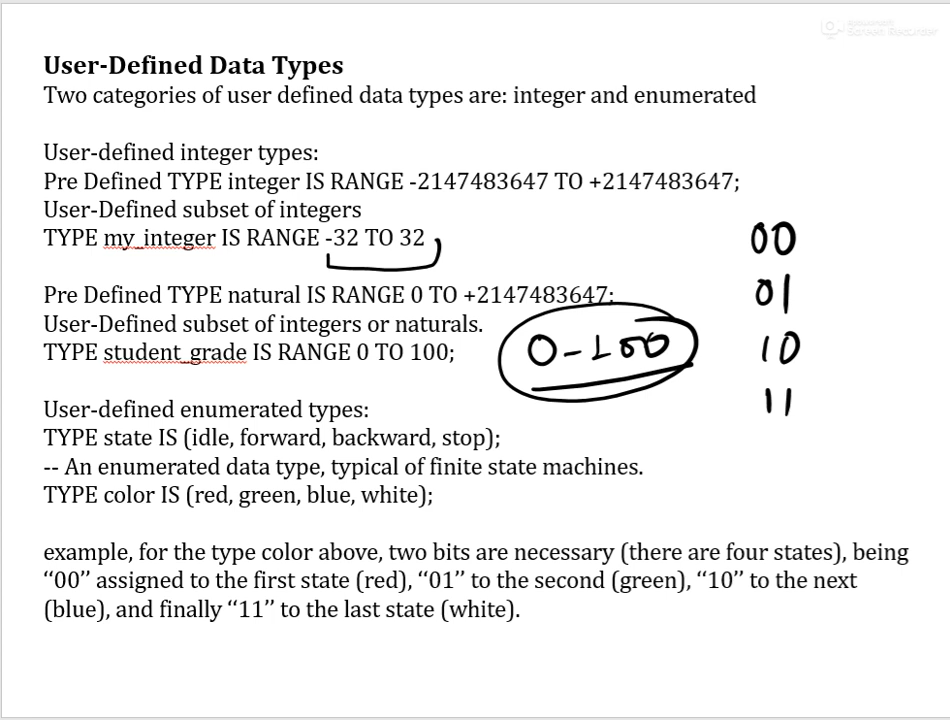 Screen Recorder
User-Defined Data Types
Two categories of user defined data types are: integer and enumerated
User-defined integer types:
Pre Defined TYPE integer IS RANGE -2147483647 TO +2147483647;
User-Defined subset of integers
TYPE my_integer IS RANGE -32 TO 32
00
Pre Defined TYPE natural IS RANGE 0 TO +2147483647;
01
User-Defined subset of integers or naturals.
TYPE student_grade IS RANGE 0 TO 100;
0-100
10
11
User-defined enumerated types:
TYPE state IS (idle, forward, backward, stop);
-- An enumerated data type, typical of finite state machines.
TYPE color IS (red, green, blue, white);
example, for the type color above, two bits are necessary (there are four states), being
“00” assigned to the first state (red), “01” to the second (green), “10” to the next
(blue), and finally “11” to the last state (white).